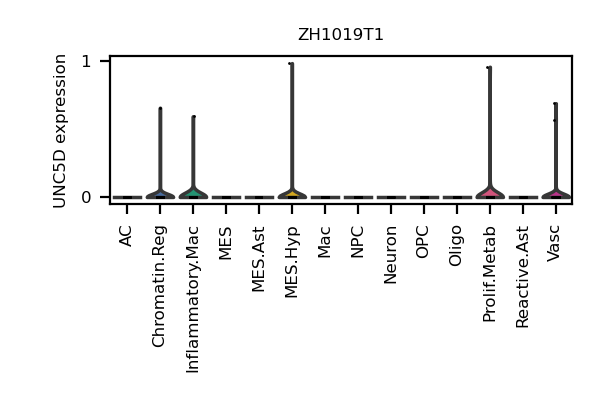 ZH1019T1
UNC5D expression
1
0
AC
Chromatin.Reg
Inflammatory.Mac
MES
MES.Ast
MES.Hyp
Mac
NPC
Neuron
OPC
Oligo
Prolif.Metab
Reactive.Ast
Vasc